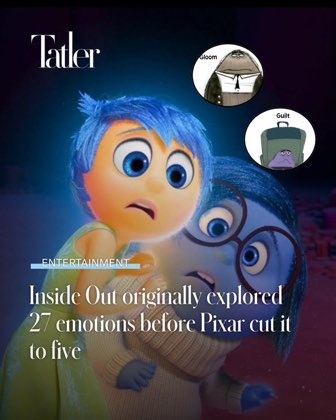 Tatler
Gloom
Guilt
ENTERTAINMENT
Inside Out originally explored
27 emotions before Pixar cut it
to five